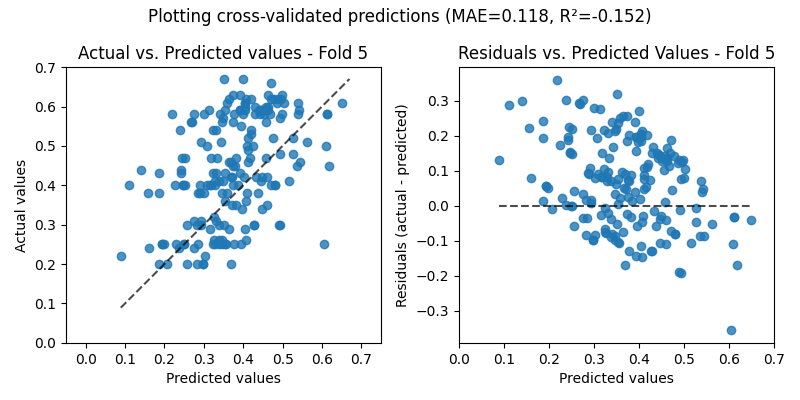 Plotting cross-validated predictions (MAE=0.118, R²=-0.152)
Actual vs. Predicted values - Fold 5
Actual values
0.7
0.6
0.5
0.4
0.3
0.2
0.1
0.0
0.0 0.1 0.2 0.3 0.4 0.5 0.6 0.7
Predicted values
Residuals vs. Predicted Values - Fold 5
Residuals (actual - predicted)
0.3
0.2
0.1
0.0
−0.1
−0.2
−0.3
0.0 0.1 0.2 0.3 0.4 0.5 0.6 0.7
Predicted values